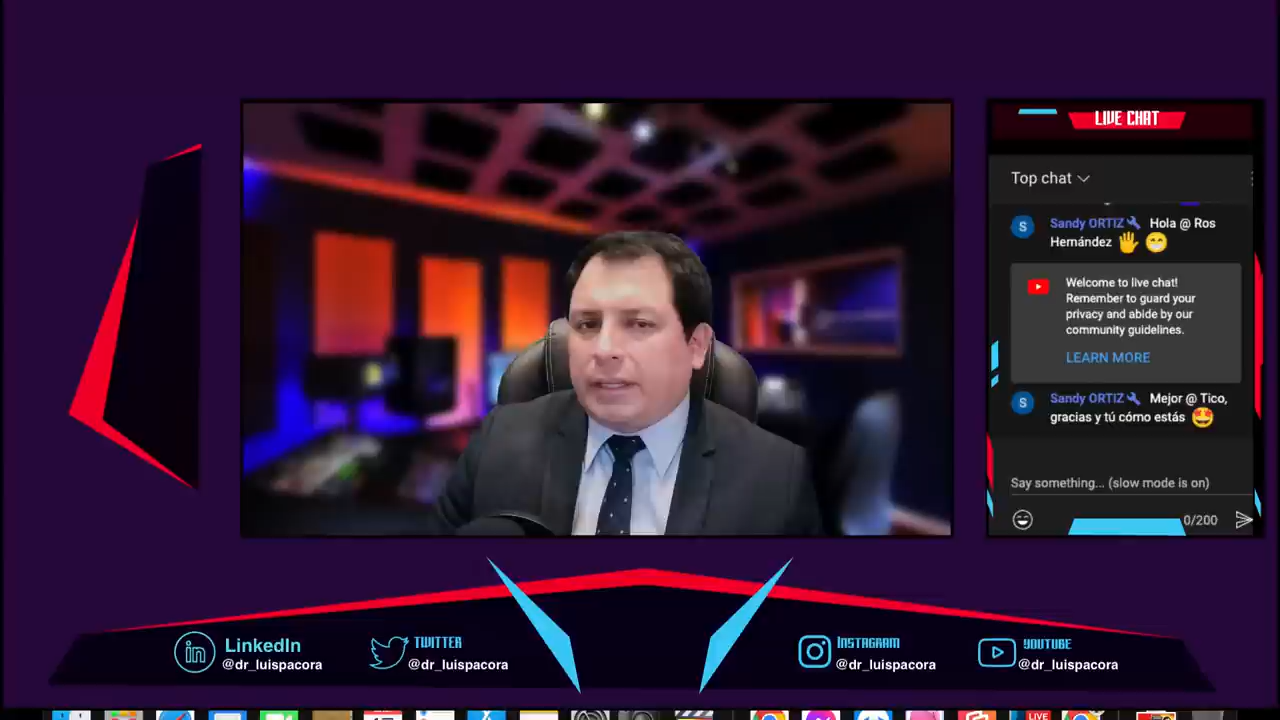 LIVE CHAT
Top chat
S
Sandy ORTIZ Hola @ Ros
Hernández
Welcome to live chat!
Remember to guard your
privacy and abide by our
community guidelines.
LEARN MORE
S
Sandy ORTIZ Mejor @ Tico,
gracias y tú cómo estás
Say something... (slow mode is on)
0/200
in
LinkedIn
@dr_luispacora
TWITTER
@dr_luispacora
INSTAGRAM
@dr_luispacora
YOUTUBE
@dr_luispacora
LIVE